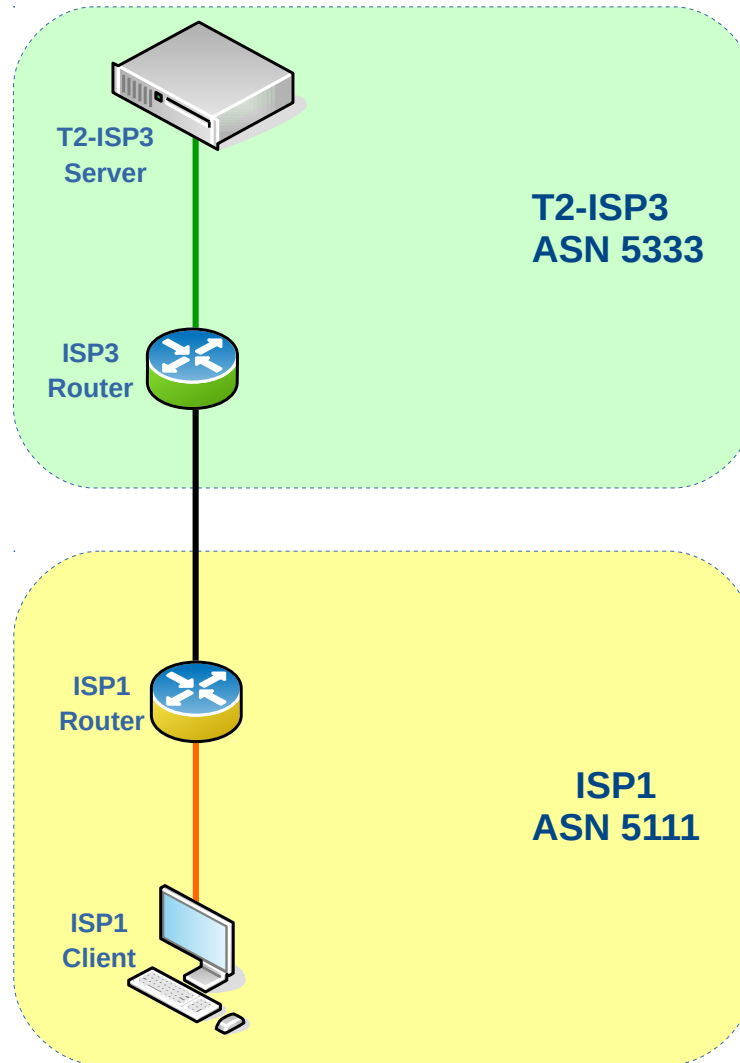 T2-ISP3
Server
T2-ISP3
ASN 5333
ISP3
Router
ISP1
Router
ISP1
ASN 5111
ISP1
Client